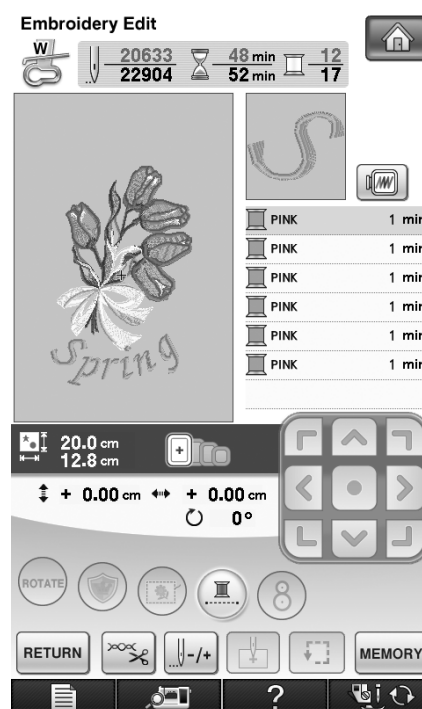 Embroidery Edit
W
20633 48 min 12
22904 52 min 17
PINK 1 min
PINK 1 min
PINK 1 min
PINK 1 min
PINK 1 min
PINK 1 min
Spring
20.0 cm
12.8 cm
+ 0.00 cm + 0.00 cm
0°
ROTATE
8
RETURN -/+ MEMORY
?